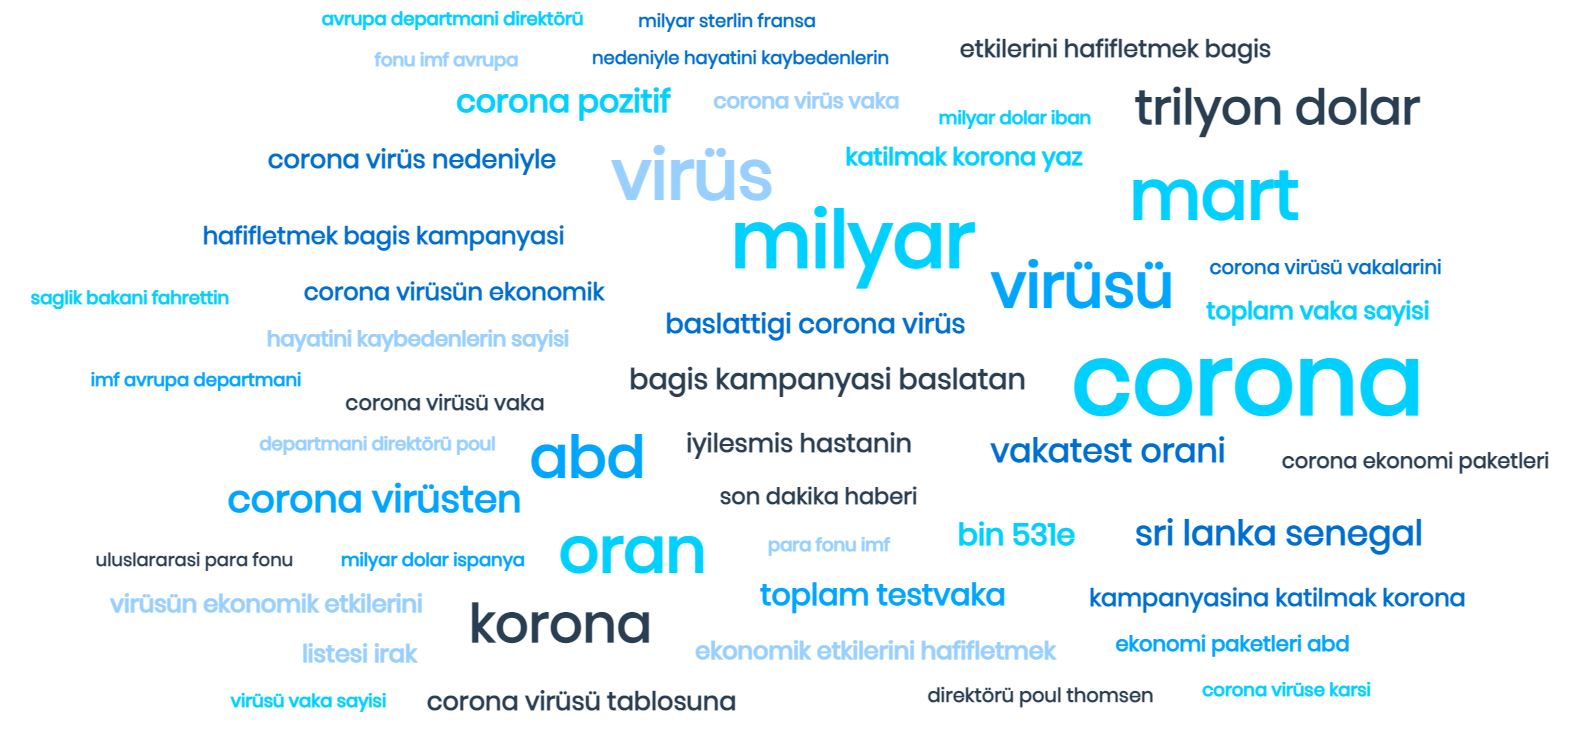 avrupa departmani direktörü
milyar sterlin fransa
etkilerini hafifletmek bagis
fonu imf avrupa
nedeniyle hayatini kaybedenlerin
corona pozitif
corona virüs vaka
milyar dolar iban
trilyon dolar
corona virüs nedeniyle
virüs
katilmak korona yaz
mart
hafifletmek bagis kampanyasi
milyar
virüsü
corona virüsü vakalarini
saglik bakani fahrettin
corona virüsün ekonomik
toplam vaka sayisi
hayatini kaybedenlerin sayisi
baslattigi corona virüs
imf avrupa departmani
bagis kampanyasi baslatan
corona
corona virüsü vaka
departmani direktörü poul
abd
iyilesmis hastanin
vakatest orani
corona ekonomi paketleri
corona virüsten
son dakika haberi
uluslararasi para fonu
milyar dolar ispanya
oran
para fonu imf
bin 531e
sri lanka senegal
virüsün ekonomik etkilerini
korona
toplam testvaka
kampanyasina katilmak korona
listesi irak
ekonomik etkilerini hafifletmek
ekonomi paketleri abd
virüsü vaka sayisi
corona virüsü tablosuna
direktörü poul thomsen
corona virüse karsi